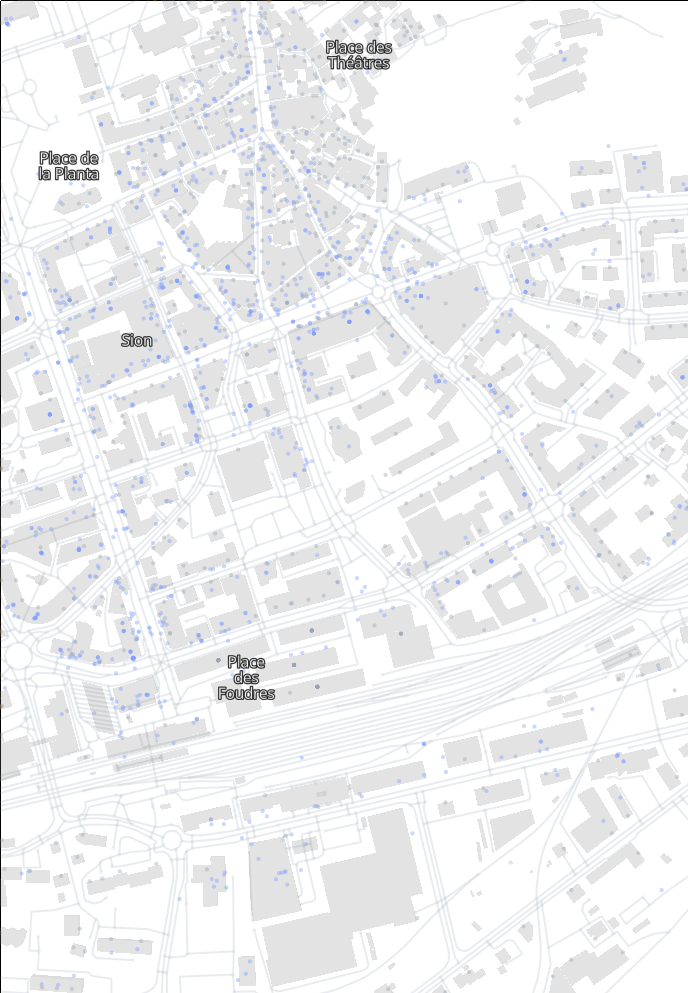 Place des
Théâtres
Place de
la Planta
Sion
Place
des
Foudres